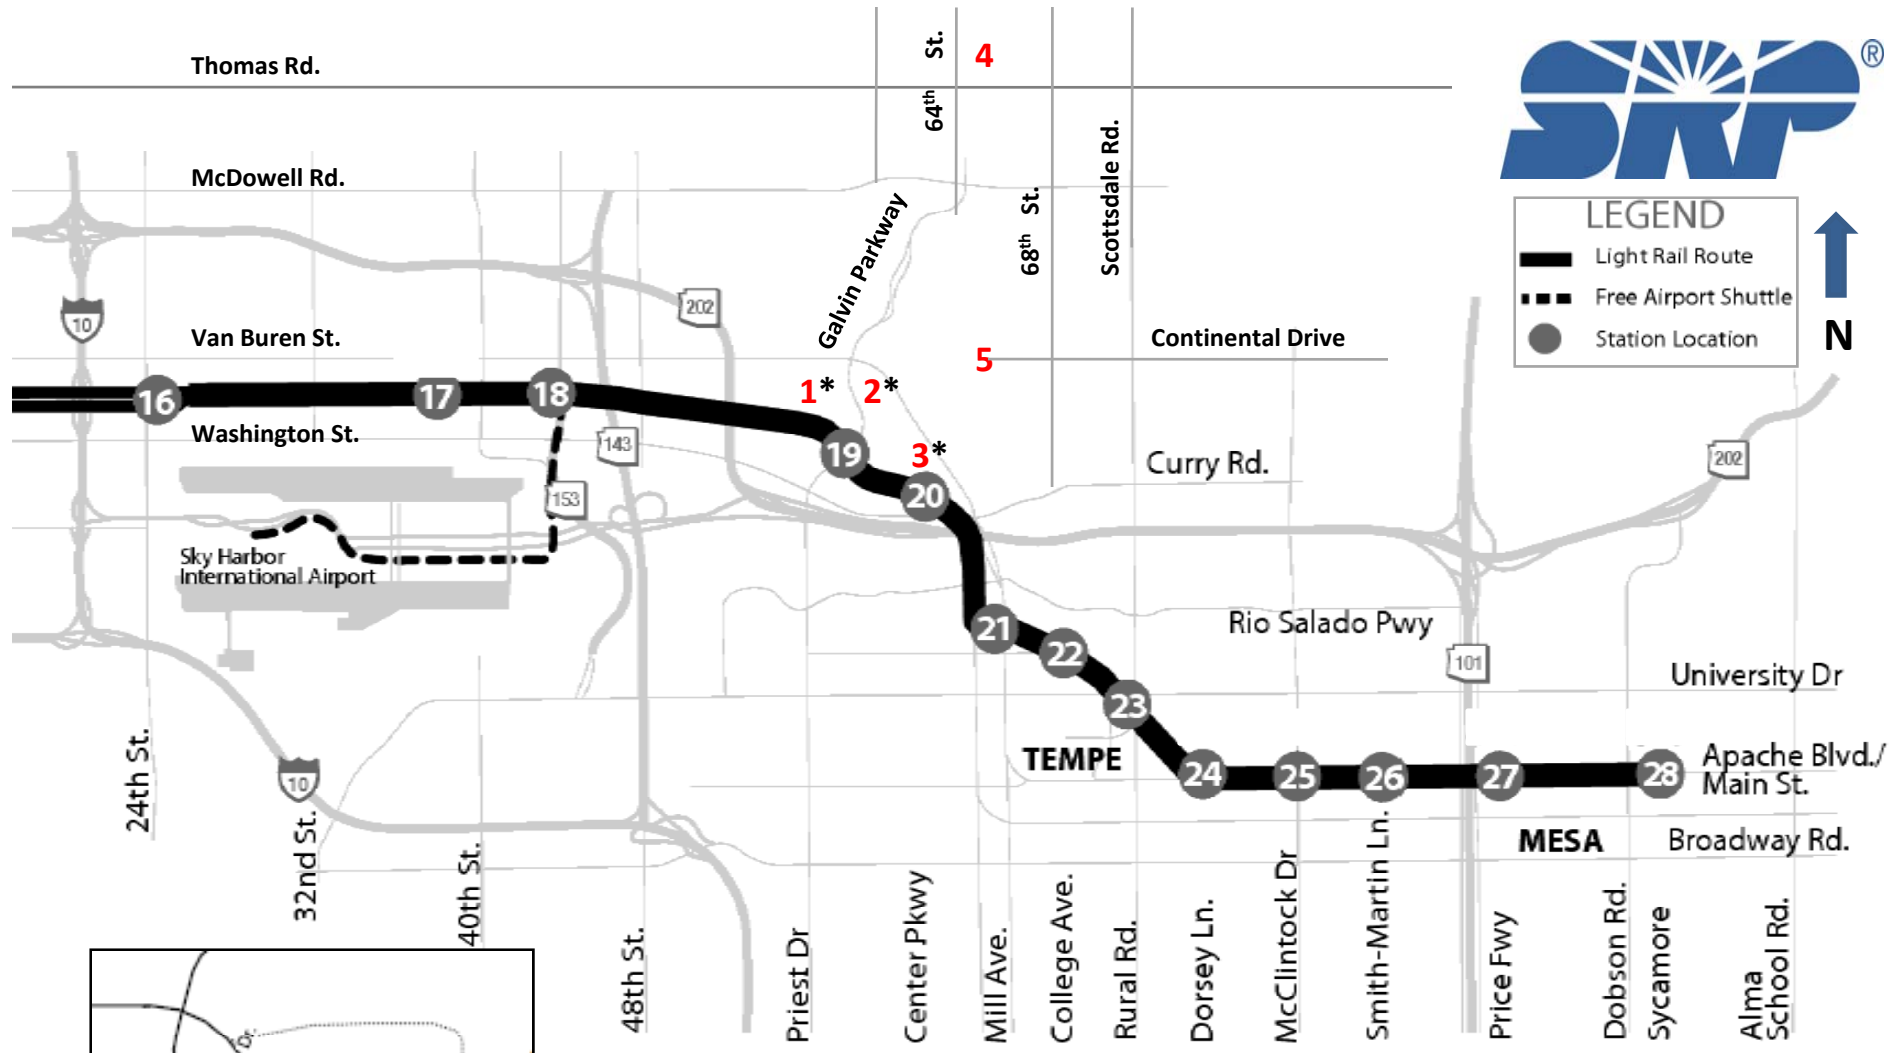 Thomas Rd.
64th St.
4
SRP®
McDowell Rd.
Galvin Parkway
68th St.
Scottsdale Rd.
LEGEND
Light Rail Route
Free Airport Shuttle
Station Location
N
10
202
Van Buren St.
5
Continental Drive
16
17
18
1*
2*
Washington St.
143
19
3*
20
Curry Rd.
202
153
Sky Harbor
International Airport
21
22
Rio Salado Pwy
101
University Dr
23
TEMPE
24
25
26
27
28
Apache Blvd./
Main St.
10
MESA
Broadway Rd.
24th St.
32nd St.
40th St.
48th St.
Priest Dr
Center Pkwy
Mill Ave.
College Ave.
Rural Rd.
Dorsey Ln.
McClintock Dr
Smith-Martin Ln.
Price Fwy
Dobson Rd.
Sycamore
Alma
School Rd.